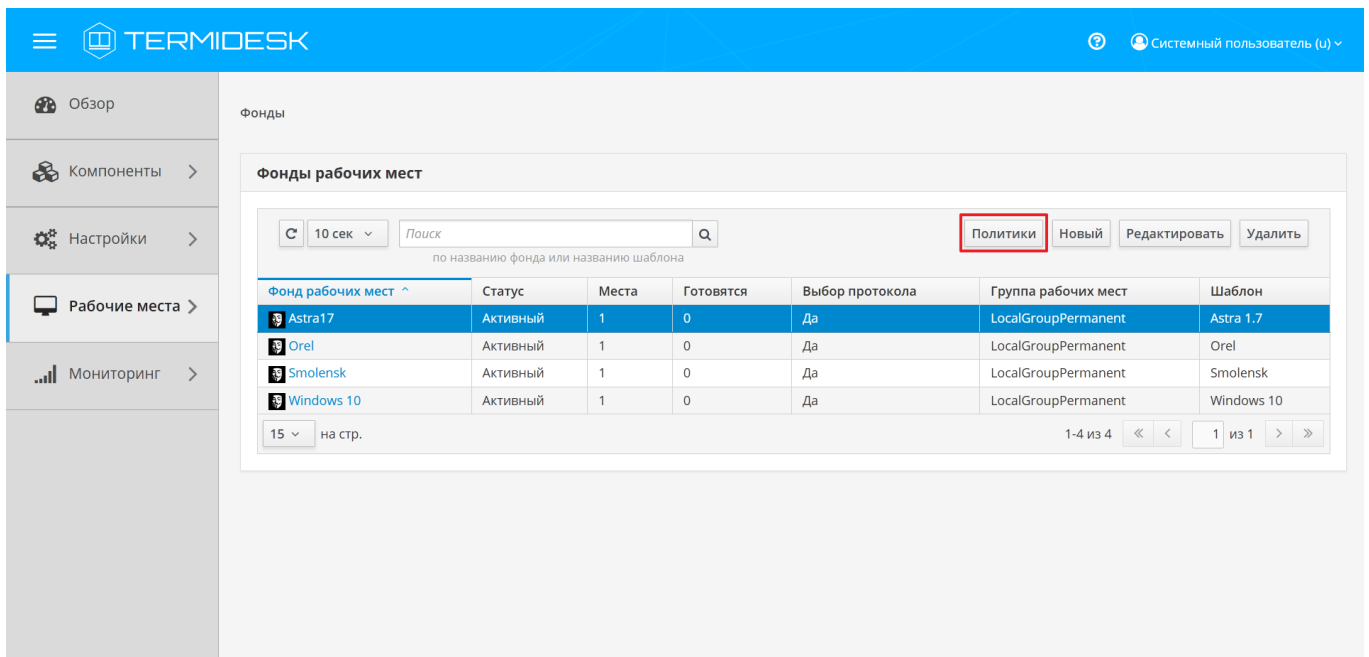 TERMIDESK
Системный пользователь (u)
Обзор
Компоненты
Настройки
Рабочие места
Мониторинг
Фонды
Фонды рабочих мест
10 сек Поиск Политики Новый Редактировать Удалить
по названию фонда или названию шаблона
Фонд рабочих мест Статус Места Готовятся Выбор протокола Группа рабочих мест Шаблон
Astra17 Активный 1 0 Да LocalGroupPermanent Astra 1.7
Orel Активный 1 0 Да LocalGroupPermanent Orel
Smolensk Активный 1 0 Да LocalGroupPermanent Smolensk
Windows 10 Активный 1 0 Да LocalGroupPermanent Windows 10
15 на стр. 1-4 из 4 1 из 1